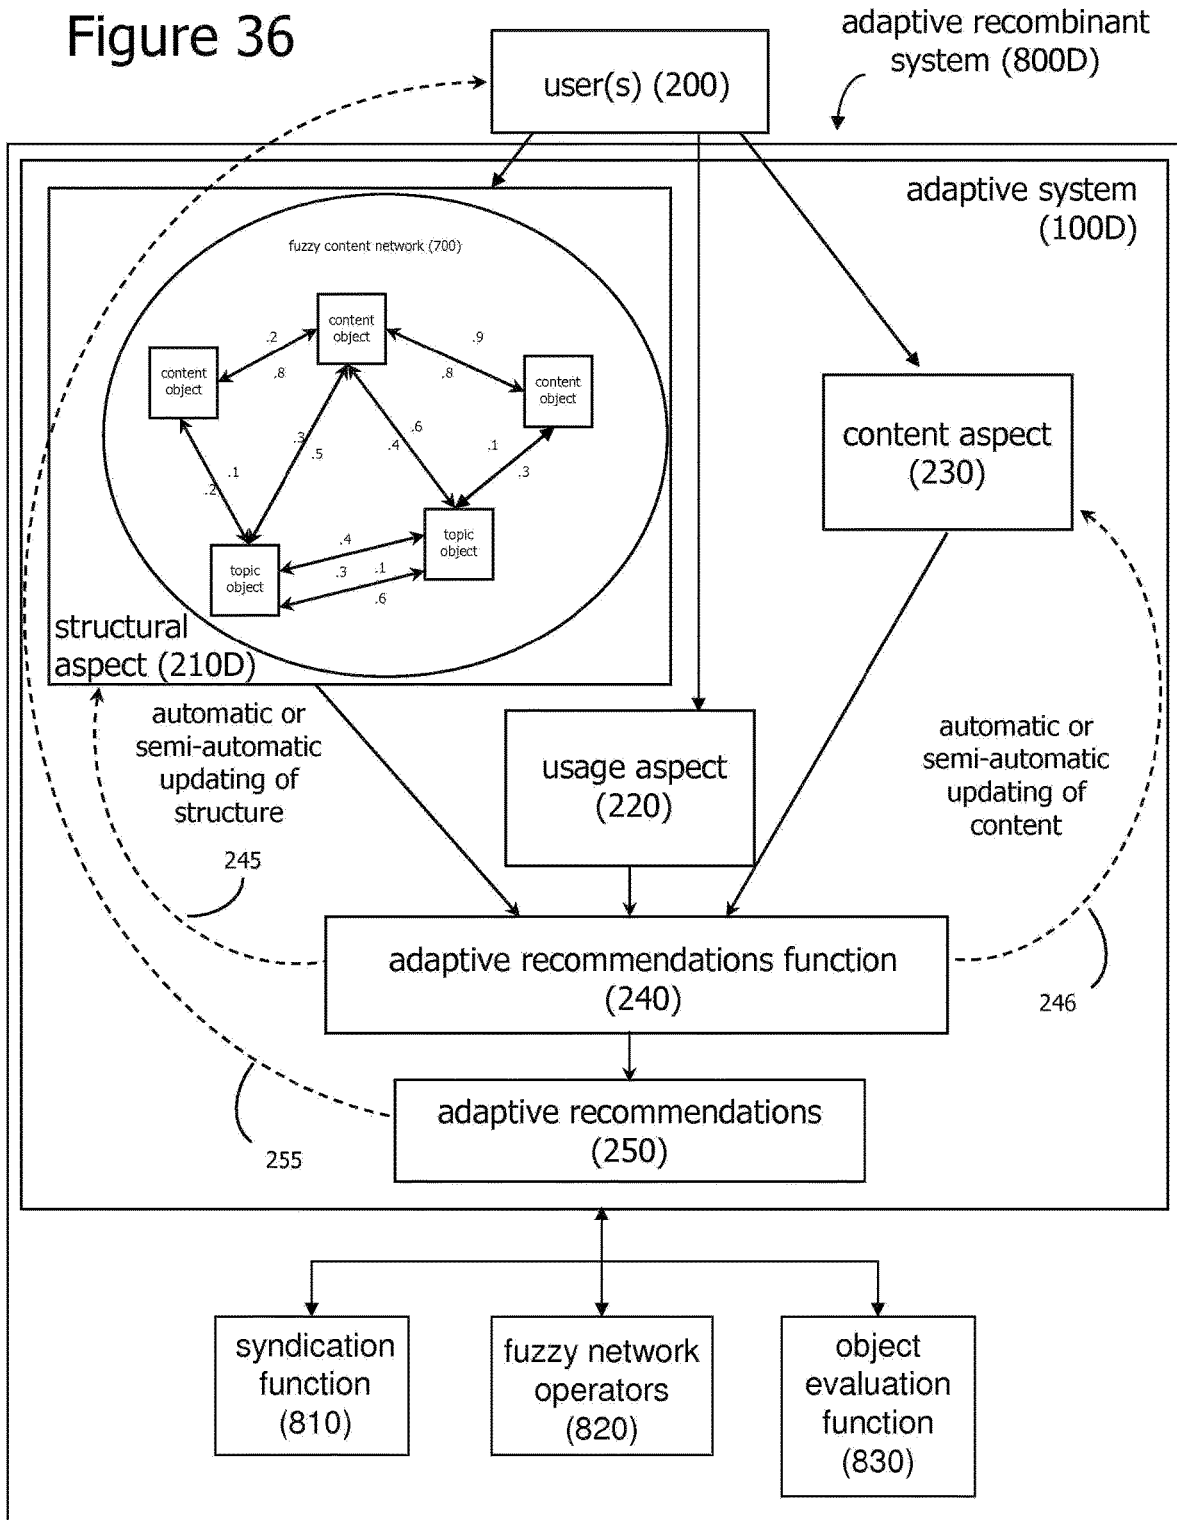 Figure 36
adaptive recombinant
system (800D)
user(s) (200)
adaptive system
(100D)
fuzzy content network (700)
content
object
.2
.8
content
object
.9
.8
content
object
content aspect
(230)
.1
.2
.3
.5
.6
.4
.1
.3
topic
object
.4
.3
.1
.6
topic
object
structural
aspect (210D)
automatic or
semi-automatic
updating of
structure
usage aspect
(220)
automatic or
semi-automatic
updating of
content
245
adaptive recommendations function
(240)
246
adaptive recommendations
(250)
255
syndication
function
(810)
fuzzy network
operators
(820)
object
evaluation
function
(830)